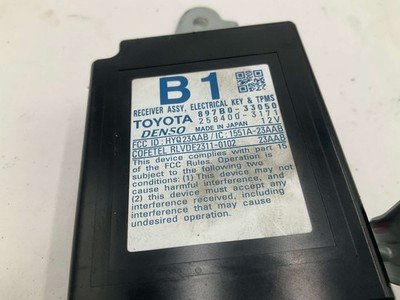 B1
RECEIVER ASSY, ELECTRICAL KEY & TPMS
TOYOTA 897B0-33050
258400-3171
DENSO MADE IN JAPAN 12V
FCC ID: HYQ23AAB/IC: 1551A-23AAB
COFETEL RLVDE2311-0102 23AAB
This device complies with part 15
of the FCC Rules. Operation is
subject to the following two
conditions: (1) This device may not
cause harmful interference, and
(2) this device must accept any
interference received, including
interference that may cause
undesired operation.